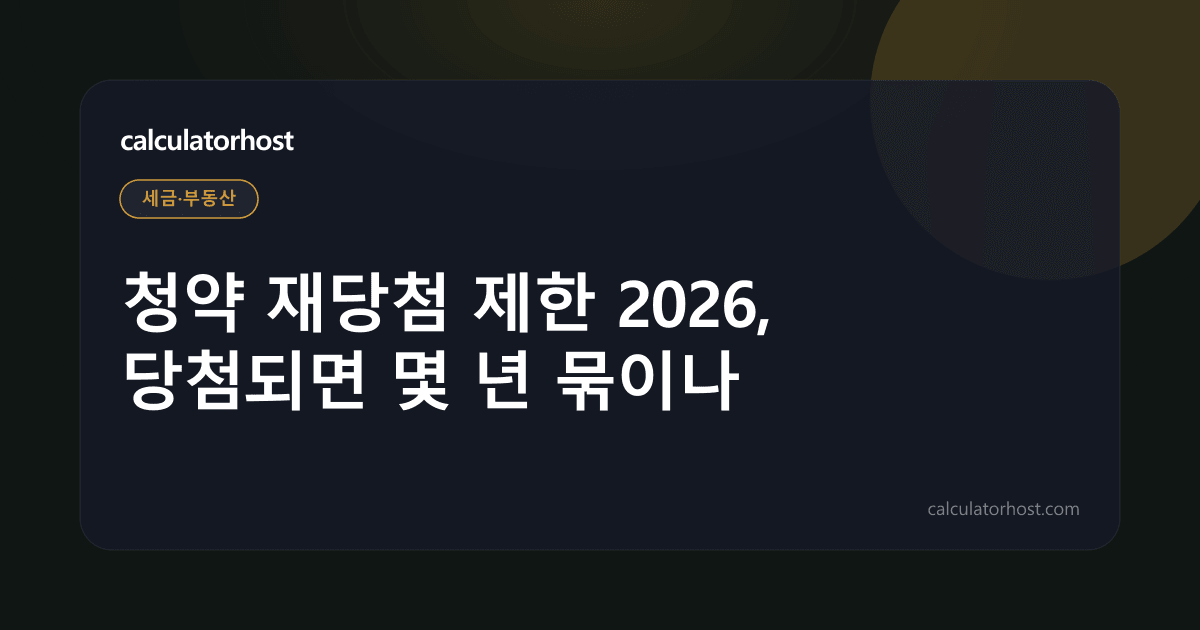 calculatorhost
세금·부동산
청약 재당첨 제한 2026,
당첨되면 몇 년 묶이나
calculatorhost.com